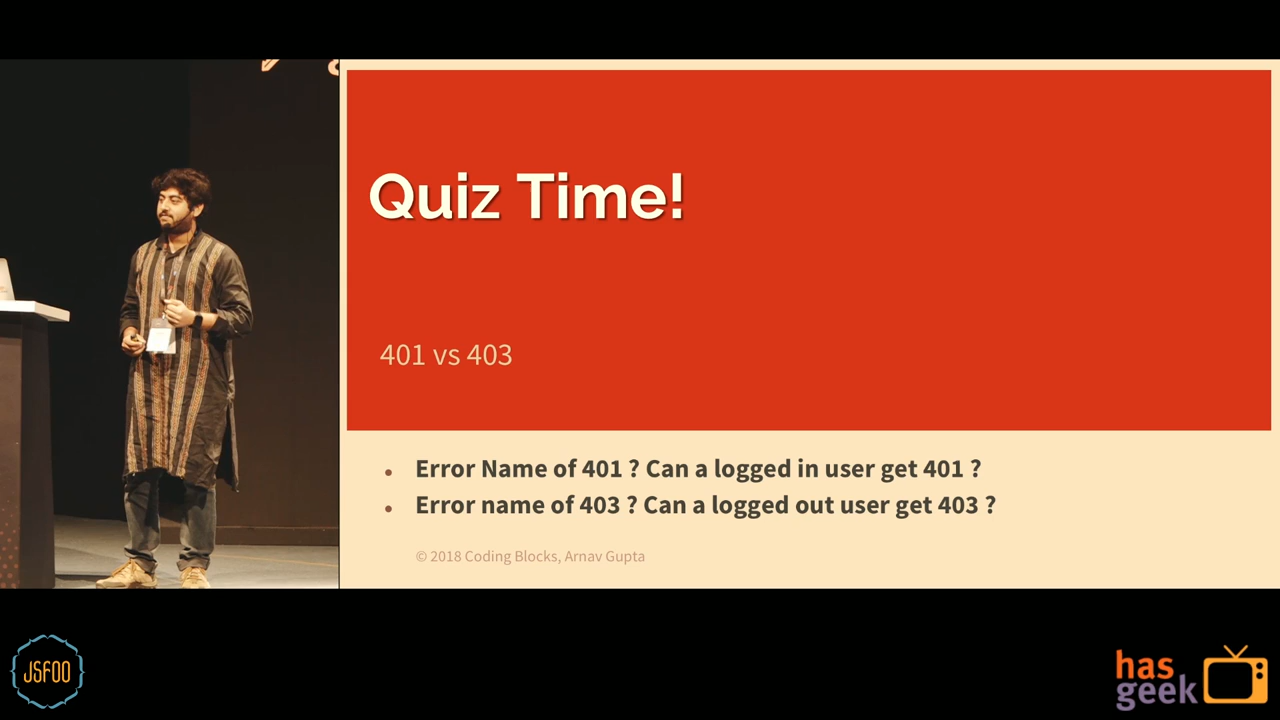 Quiz Time!
401 vs 403
• Error Name of 401 ? Can a logged in user get 401 ?
• Error name of 403 ? Can a logged out user get 403 ?
© 2018 Coding Blocks, Arnav Gupta
JSFOO
has
geek